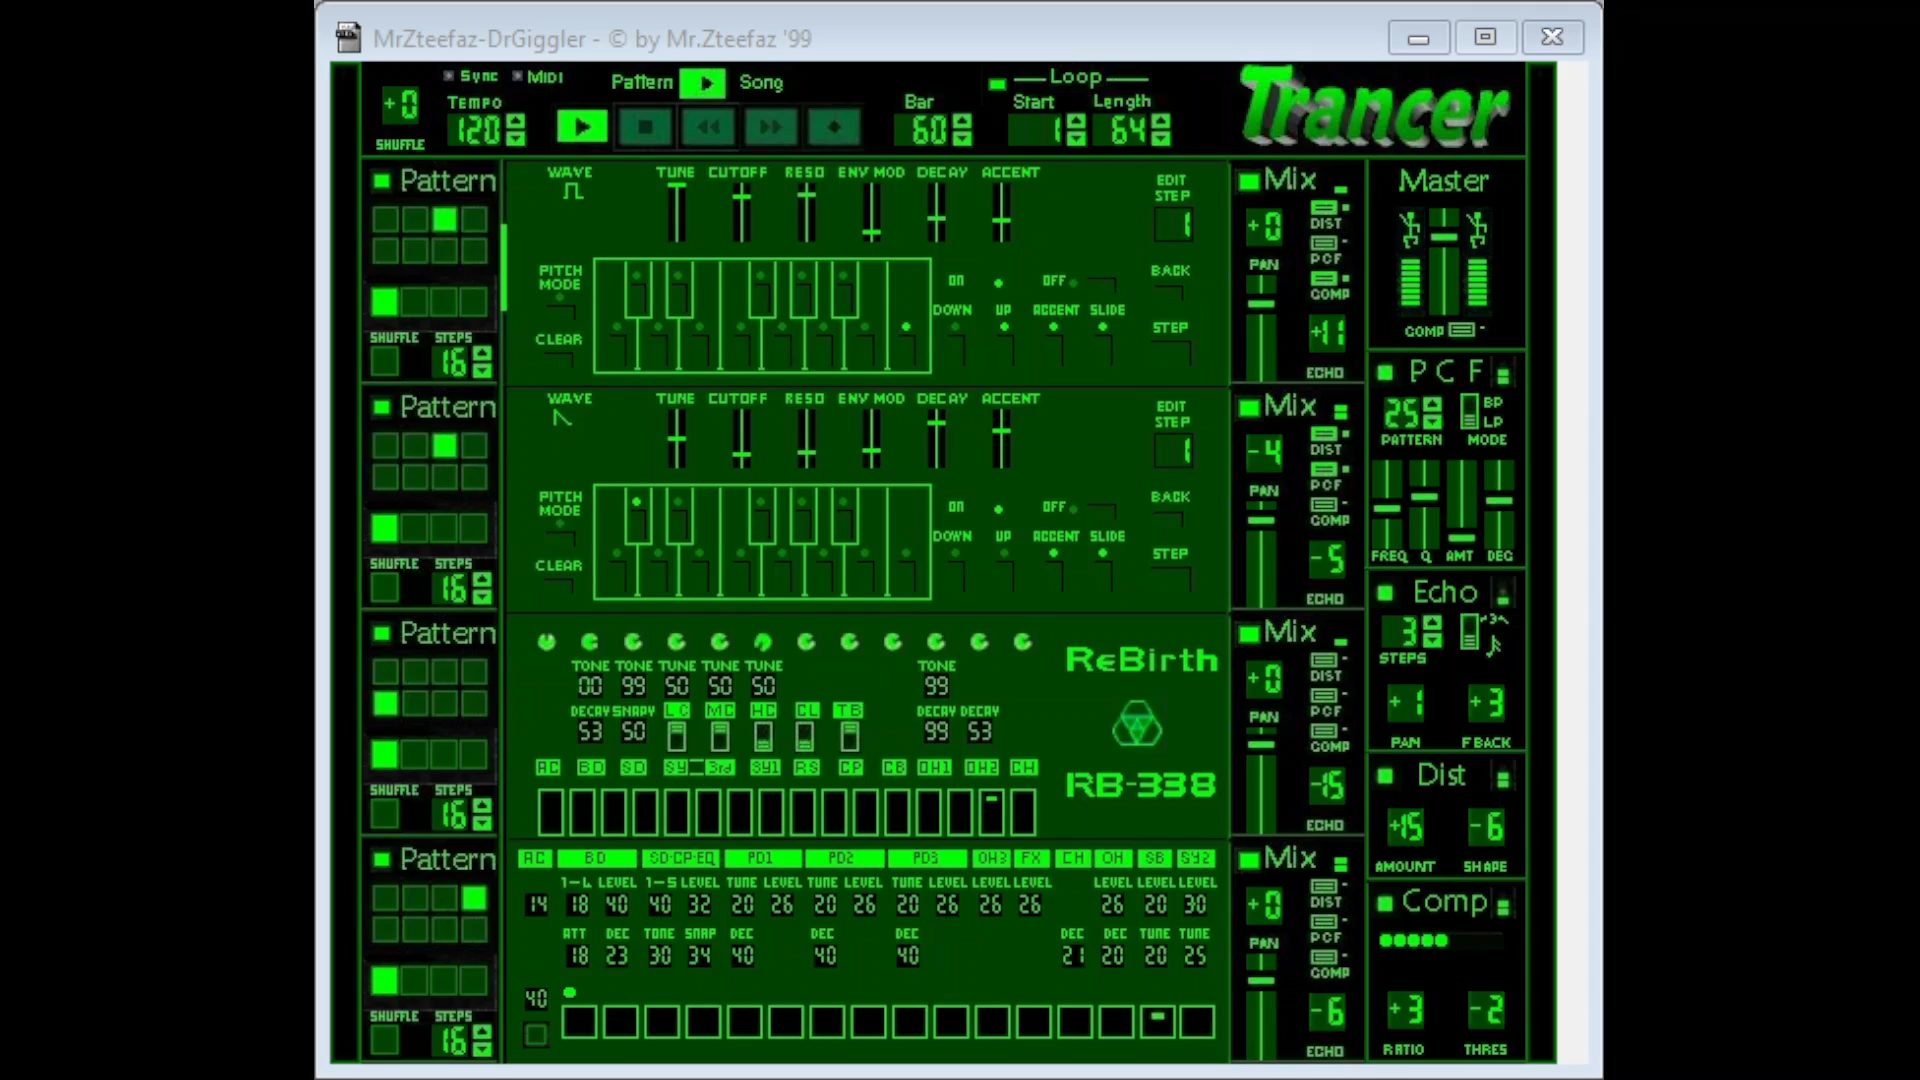 MrZteefaz-DrGiggler - © by Mr.Zteefaz '99
Sync MIDI Pattern Song Loop
+0 TEMPO Bar Start Length Trancer
SHUFFLE 120 60 1 64
Pattern
SHUFFLE STEPS
16
WAVE TUNE CUTOFF RESO ENV MOD DECAY ACCENT EDIT STEP
1
PITCH MODE ON OFF BACK
DOWN UP ACCENT SLIDE
CLEAR STEP
Mix
+0 DIST
PCF
PAN COMP
+11
ECHO
Master
COMP
Pattern
SHUFFLE STEPS
16
WAVE TUNE CUTOFF RESO ENV MOD DECAY ACCENT EDIT STEP
1
PITCH MODE ON OFF BACK
DOWN UP ACCENT SLIDE
CLEAR STEP
Mix
-4 DIST
PCF
PAN COMP
-5
ECHO
PCF
25 BP
LP
PATTERN MODE
FREQ Q AMT DEC
Pattern
SHUFFLE STEPS
16
TONE TONE TUNE TUNE TUNE TONE
00 99 50 50 50 99
DECAY SNAPY LC MC HC CL TB DECAY DECAY
53 50 99 53
AC BD SD SY 3rd SY1 RS CP CB OH1 OH2 CH
ReBirth
RB-338
Mix
+0 DIST
PCF
PAN COMP
-15
ECHO
Echo
3 3
STEPS
+1 +3
PAN FBACK
Dist
+15 -6
AMOUNT SHAPE
Pattern
SHUFFLE STEPS
16
AC BD SD-CP-EQ PD1 PD2 PD3 OH3 FX CH OH SB SY2
1-L LEVEL 1-S LEVEL TUNE LEVEL TUNE LEVEL TUNE LEVEL LEVEL LEVEL LEVEL LEVEL LEVEL
14 18 40 40 32 20 26 20 26 20 26 26 26 26 20 30
ATT DEC TONE SNAP DEC DEC DEC DEC DEC TUNE TUNE
18 23 30 34 40 40 40 21 20 20 25
40
Mix
+0 DIST
PCF
PAN COMP
-6
ECHO
Comp
+3 -2
RATIO THRES